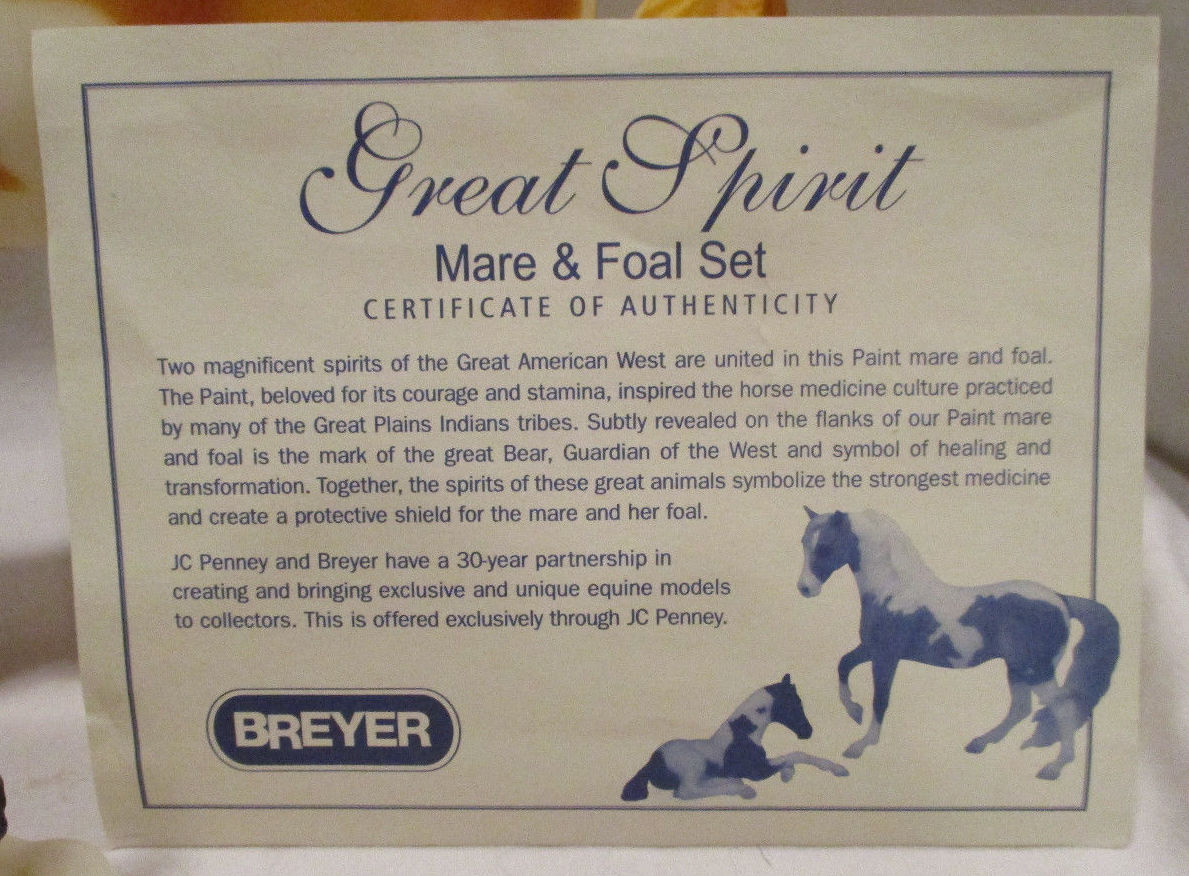 Great Spirit
Mare & Foal Set
CERTIFICATE OF AUTHENTICITY
Two magnificent spirits of the Great American West are united in this Paint mare and foal.
The Paint, beloved for its courage and stamina, inspired the horse medicine culture practiced
by many of the Great Plains Indians tribes. Subtly revealed on the flanks of our Paint mare
and foal is the mark of the great Bear, Guardian of the West and symbol of healing and
transformation. Together, the spirits of these great animals symbolize the strongest medicine
and create a protective shield for the mare and her foal.
JC Penney and Breyer have a 30-year partnership in
creating and bringing exclusive and unique equine models
to collectors. This is offered exclusively through JC Penney.
BREYER